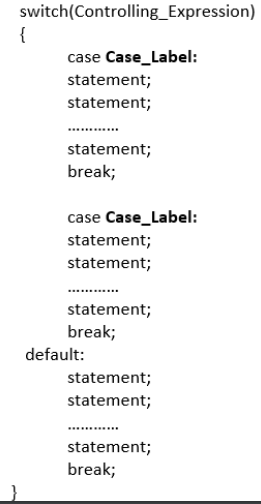 switch(Controlling_Expression)
{
case Case_Label:
statement;
statement;
…………
statement;
break;
case Case_Label:
statement;
statement;
…………
statement;
break;
default:
statement;
statement;
…………
statement;
break;
}